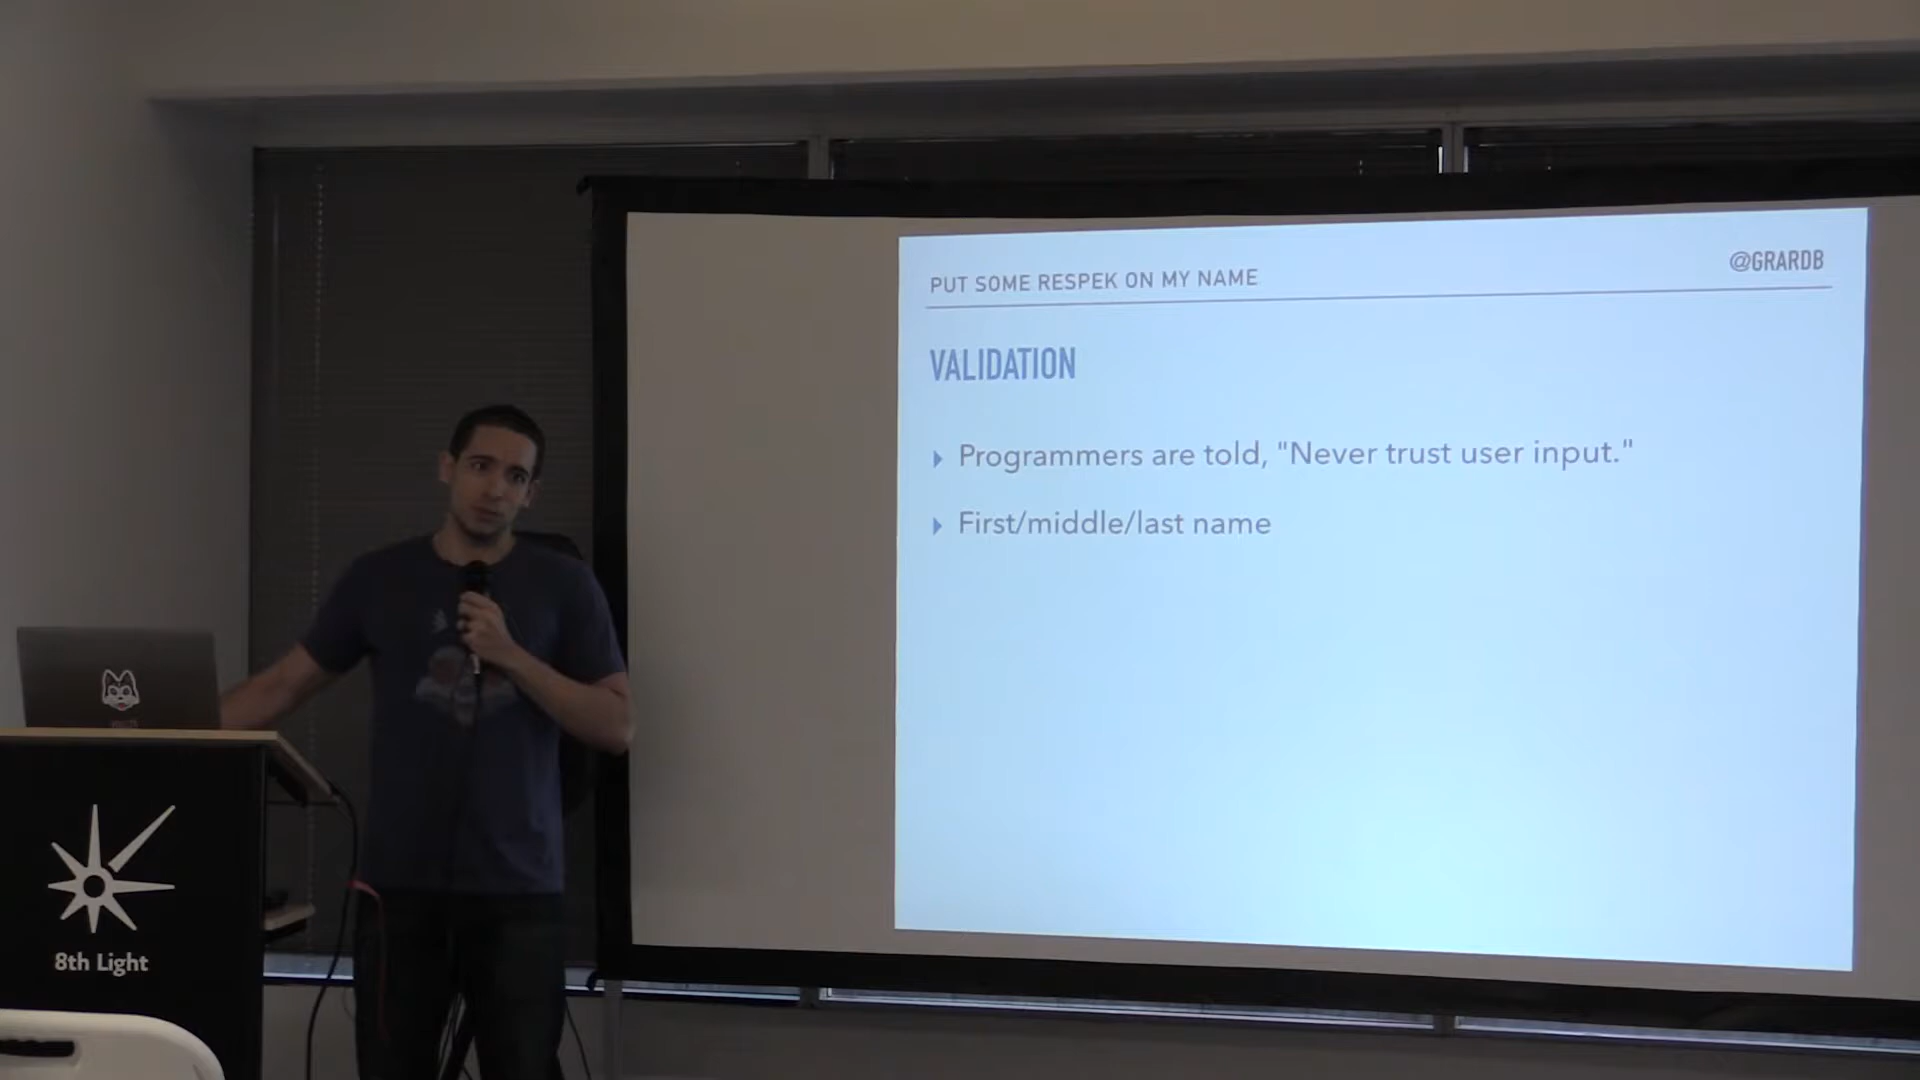 PUT SOME RESPEK ON MY NAME
@GRARDB
VALIDATION
Programmers are told, "Never trust user input."
First/middle/last name
8th Light